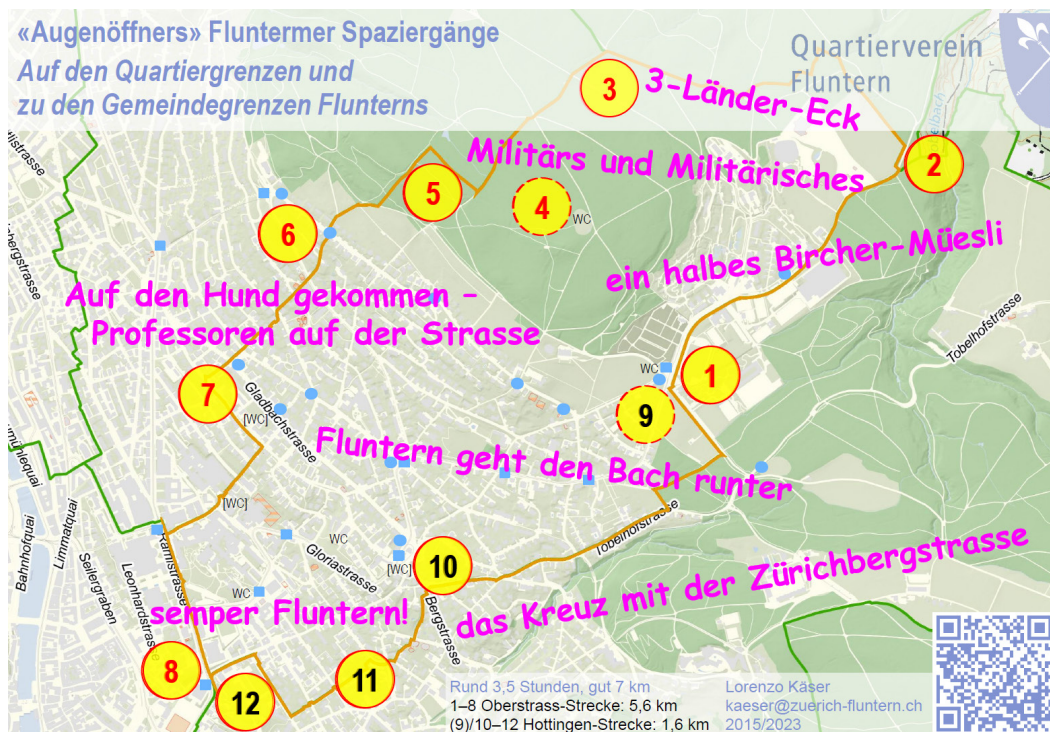 «Augenöffners» Fluntermer Spaziergänge
Auf den Quartiergrenzen und
zu den Gemeindegrenzen Flunterns
Quartierverein
Fluntern
3
3-Länder-Eck
2
Militärs und Militärisches
5
4
WC
6
ein halbes Bircher-Müesli
Auf den Hund gekommen –
Professoren auf der Strasse
Tobelhofstrasse
WC
1
7
9
Gladbachstrasse
[WC]
Fluntern geht den Bach runter
[WC]
Bahnhofquai
Limmatquai
Seilergraben
Leonhardstrasse
Rämistrasse
WC
Gloriastrasse
[WC]
10
Tobelhofstrasse
das Kreuz mit der Zürichbergstrasse
WC
semper Fluntern!
Bergstrasse
8
12
11
Rund 3,5 Stunden, gut 7 km
1–8 Oberstrass-Strecke: 5,6 km
(9)/10–12 Hottingen-Strecke: 1,6 km
Lorenzo Käser
kaeser@zuerich-fluntern.ch
2015/2023